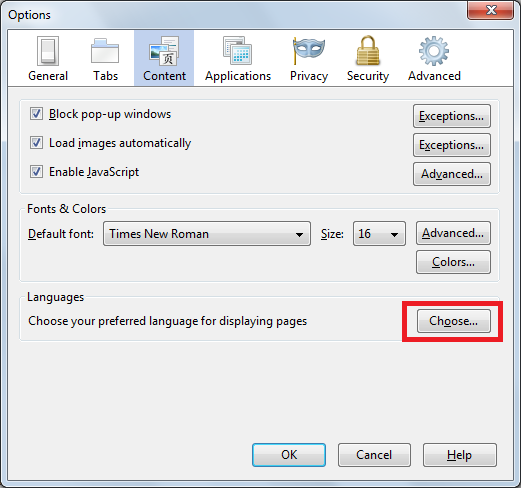 Options
General Tabs Content Applications Privacy Security Advanced
Block pop-up windows Exceptions...
Load images automatically Exceptions...
Enable JavaScript Advanced...
Fonts & Colors
Default font: Times New Roman Size: 16 Advanced...
Colors...
Languages
Choose your preferred language for displaying pages Choose...
OK Cancel Help